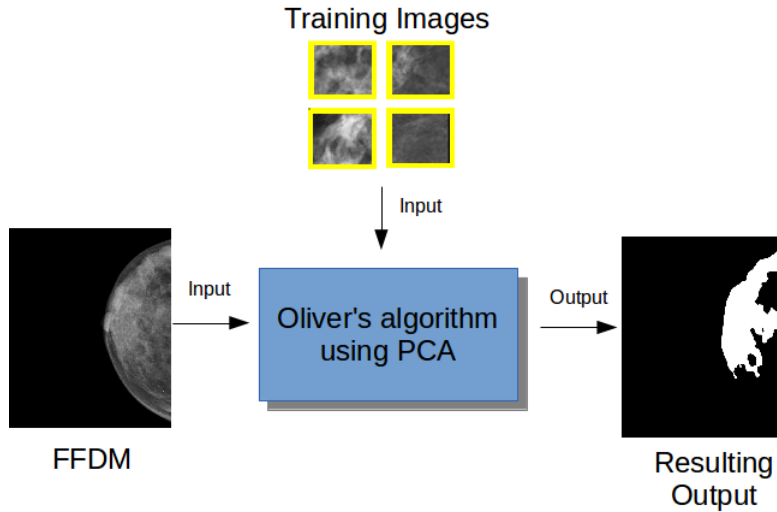 Training Images
Input
Input
Oliver's algorithm
using PCA
Output
FFDM
Resulting
Output